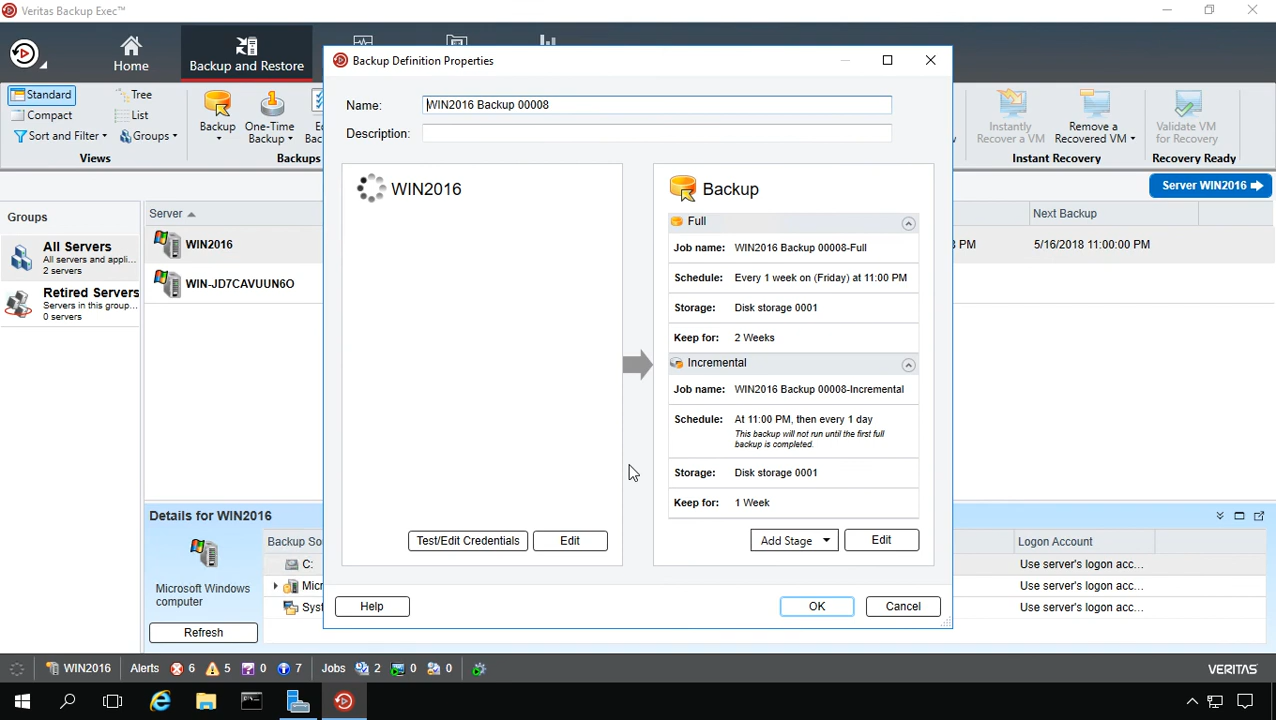 Veritas Backup Exec™
Home
Backup and Restore
Standard
Tree
Compact
List
Sort and Filter
Groups
Views
Backup
One-Time
Backup
Backups
Instantly
Recover a VM
Remove a
Recovered VM
Instant Recovery
Validate VM
for Recovery
Recovery Ready
Backup Definition Properties
Name: WIN2016 Backup 00008
Description:
WIN2016
Test/Edit Credentials
Edit
Backup
Full
Job name: WIN2016 Backup 00008-Full
Schedule: Every 1 week on (Friday) at 11:00 PM
Storage: Disk storage 0001
Keep for: 2 Weeks
Incremental
Job name: WIN2016 Backup 00008-Incremental
Schedule: At 11:00 PM, then every 1 day
This backup will not run until the first full
backup is completed.
Storage: Disk storage 0001
Keep for: 1 Week
Add Stage
Edit
Help
OK
Cancel
Server WIN2016
Groups
All Servers
All servers and appli...
2 servers
Retired Servers
Servers in this group...
0 servers
Server
WIN2016
WIN-JD7CAVUUN6O
Next Backup
PM 5/16/2018 11:00:00 PM
Details for WIN2016
Microsoft Windows
computer
Refresh
Backup Sou
C:
Micr
Syst
Logon Account
Use server's logon acc...
Use server's logon acc...
Use server's logon acc...
WIN2016 Alerts 6 5 0 7 Jobs 2 0 0
VERITAS